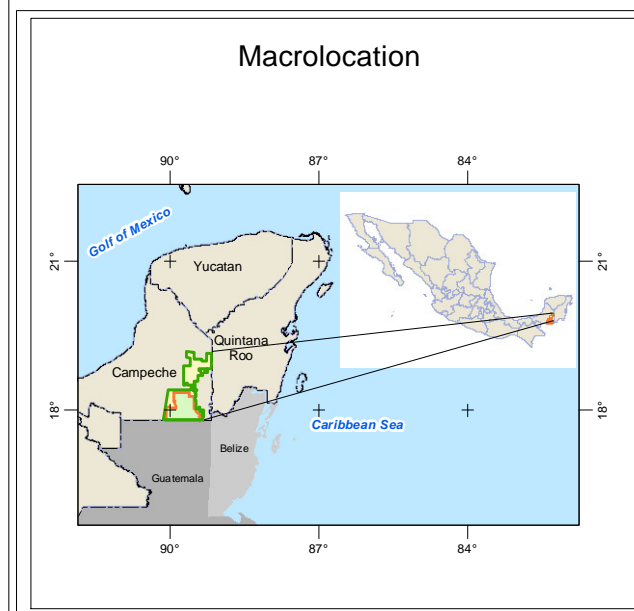 Macrolocation
90°
87°
84°
Golf of Mexico
21°
21°
Yucatan
Quintana
Roo
Campeche
18°
18°
Caribbean Sea
Belize
Guatemala
90°
87°
84°